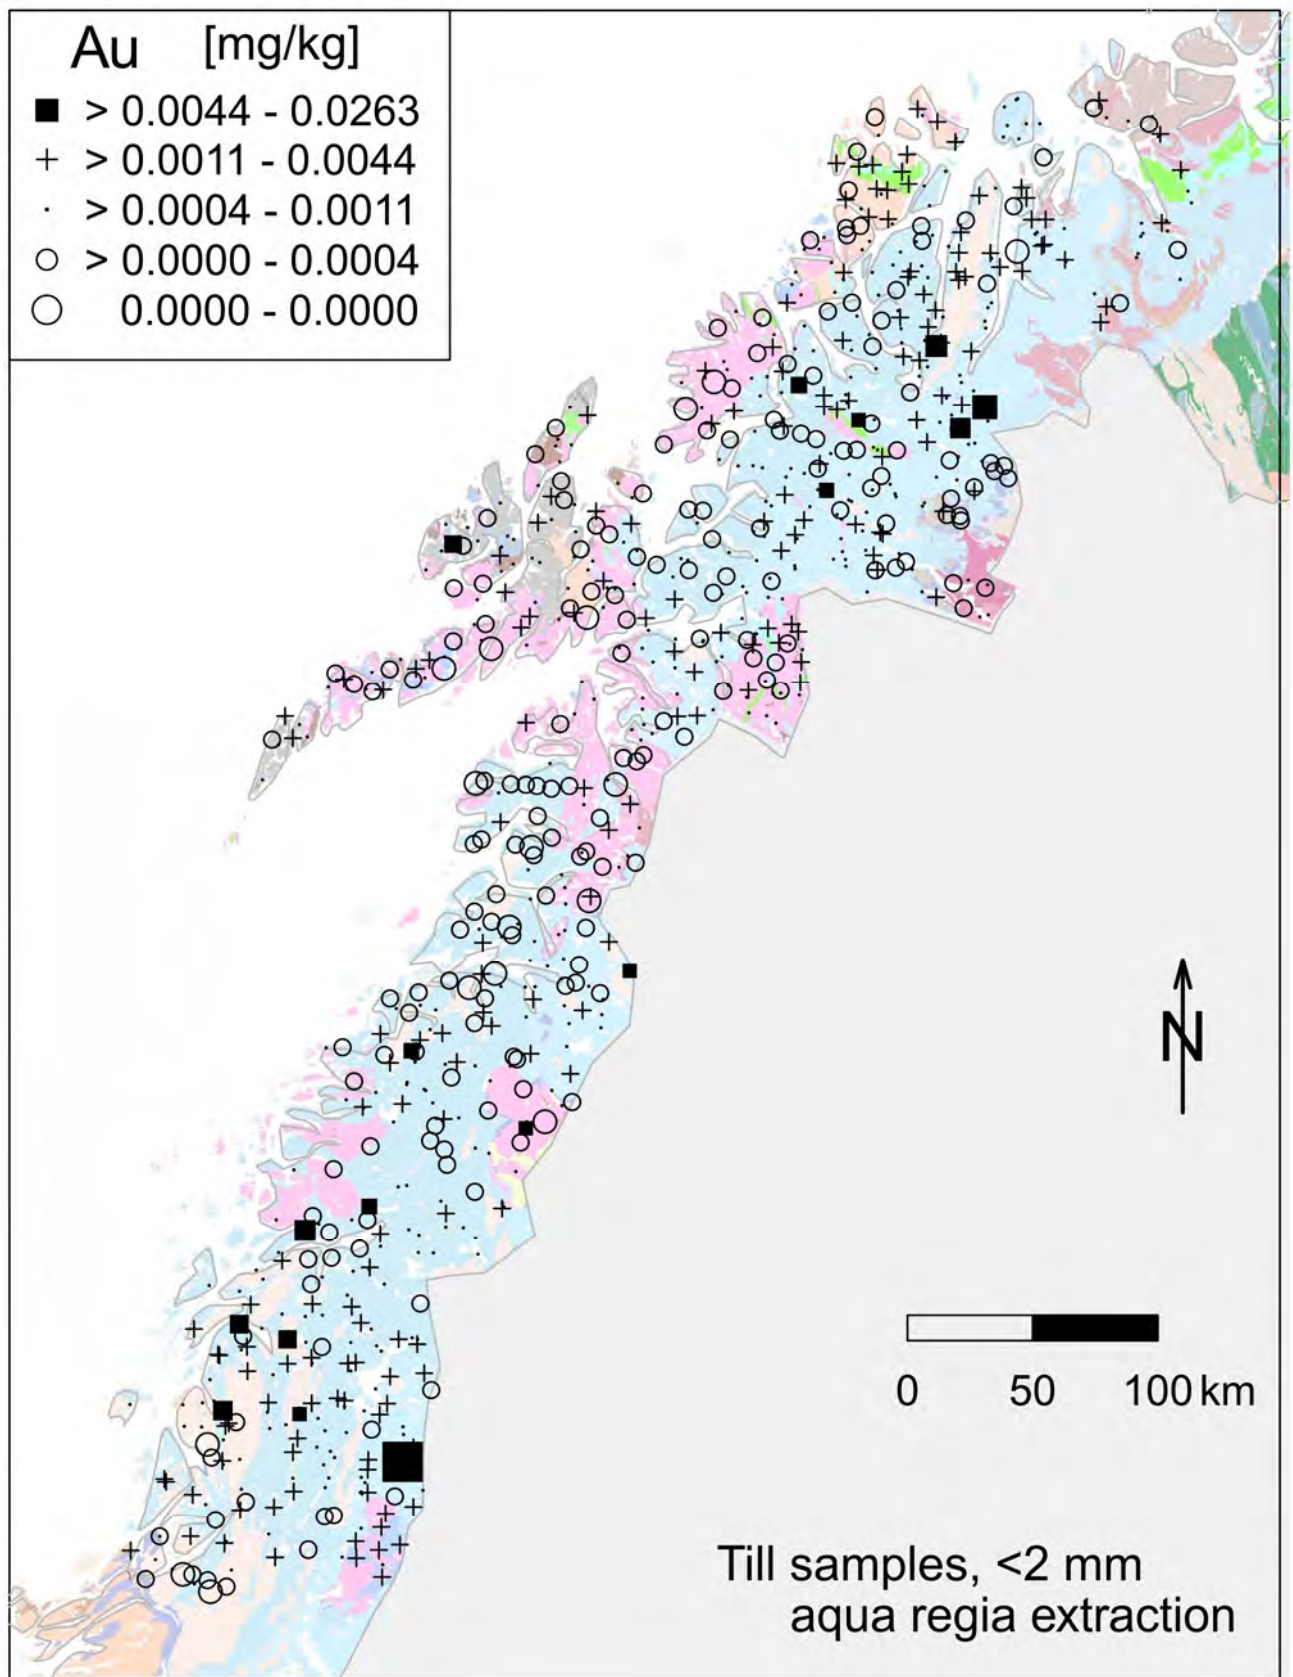 Au [mg/kg]
> 0.0044 - 0.0263
> 0.0011 - 0.0044
> 0.0004 - 0.0011
> 0.0000 - 0.0004
0.0000 - 0.0000
N
0 50 100 km
Till samples, <2 mm
aqua regia extraction